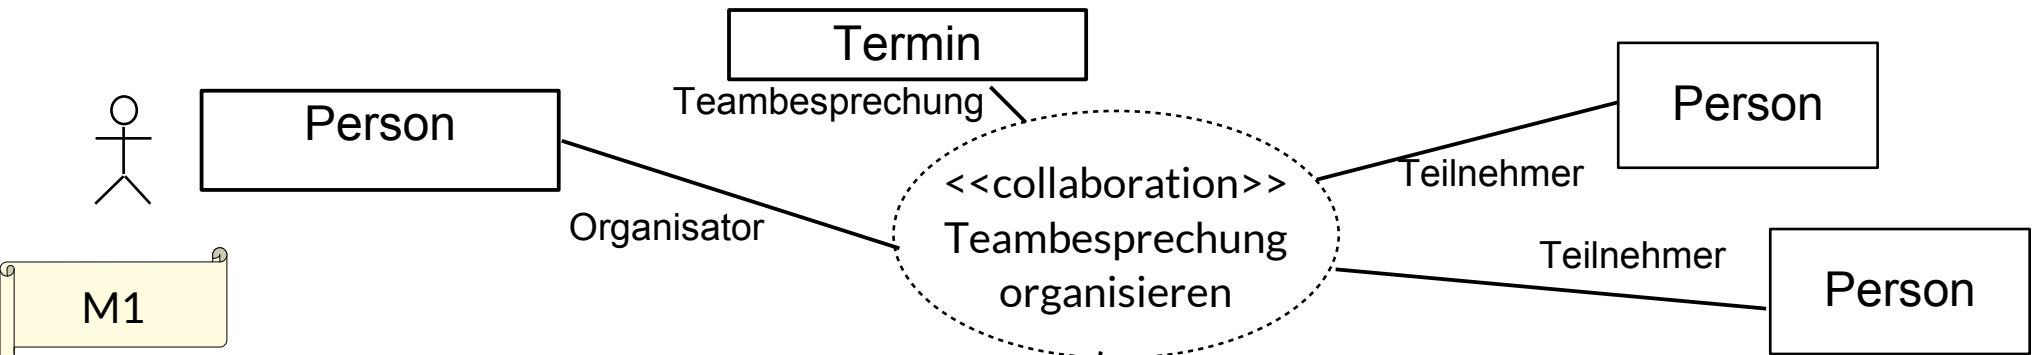 Termin
Teambesprechung
Person
Person
<<collaboration>>
Teambesprechung
organisieren
Teilnehmer
Organisator
Teilnehmer
Person
M1